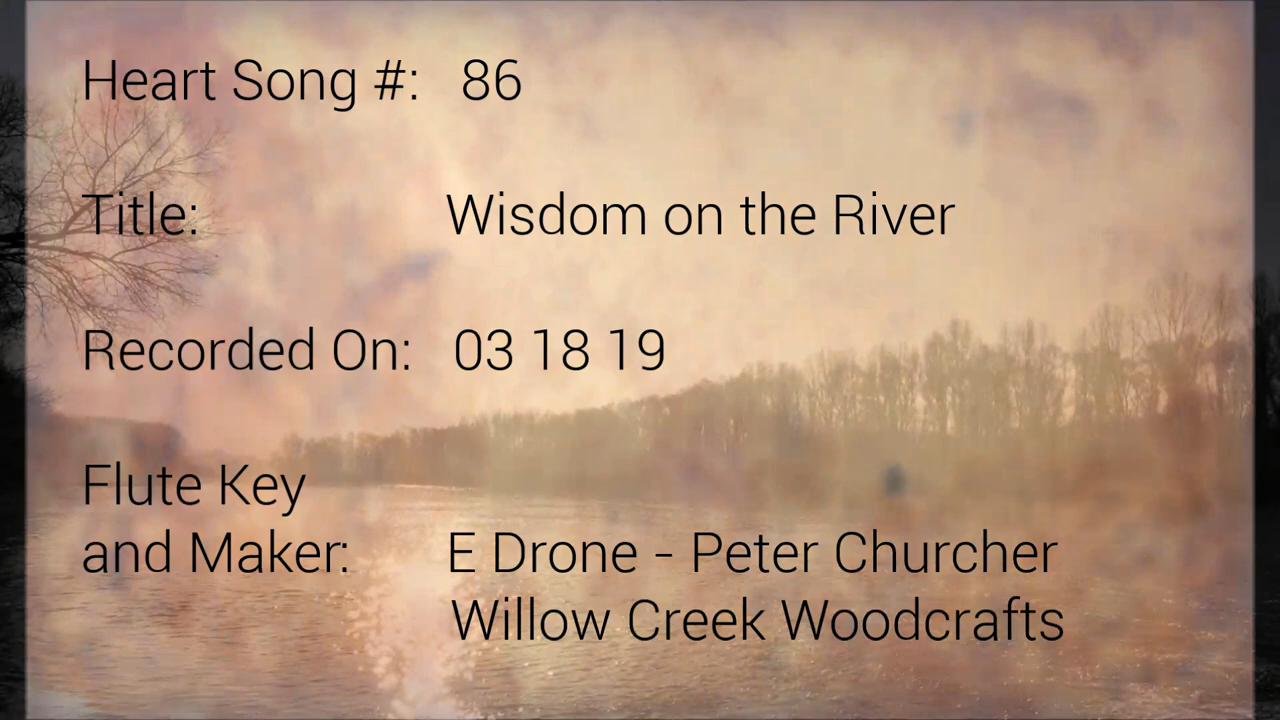 Heart Song #: 86
Title: Wisdom on the River
Recorded On: 03 18 19
Flute Key
and Maker: E Drone - Peter Churcher
Willow Creek Woodcrafts